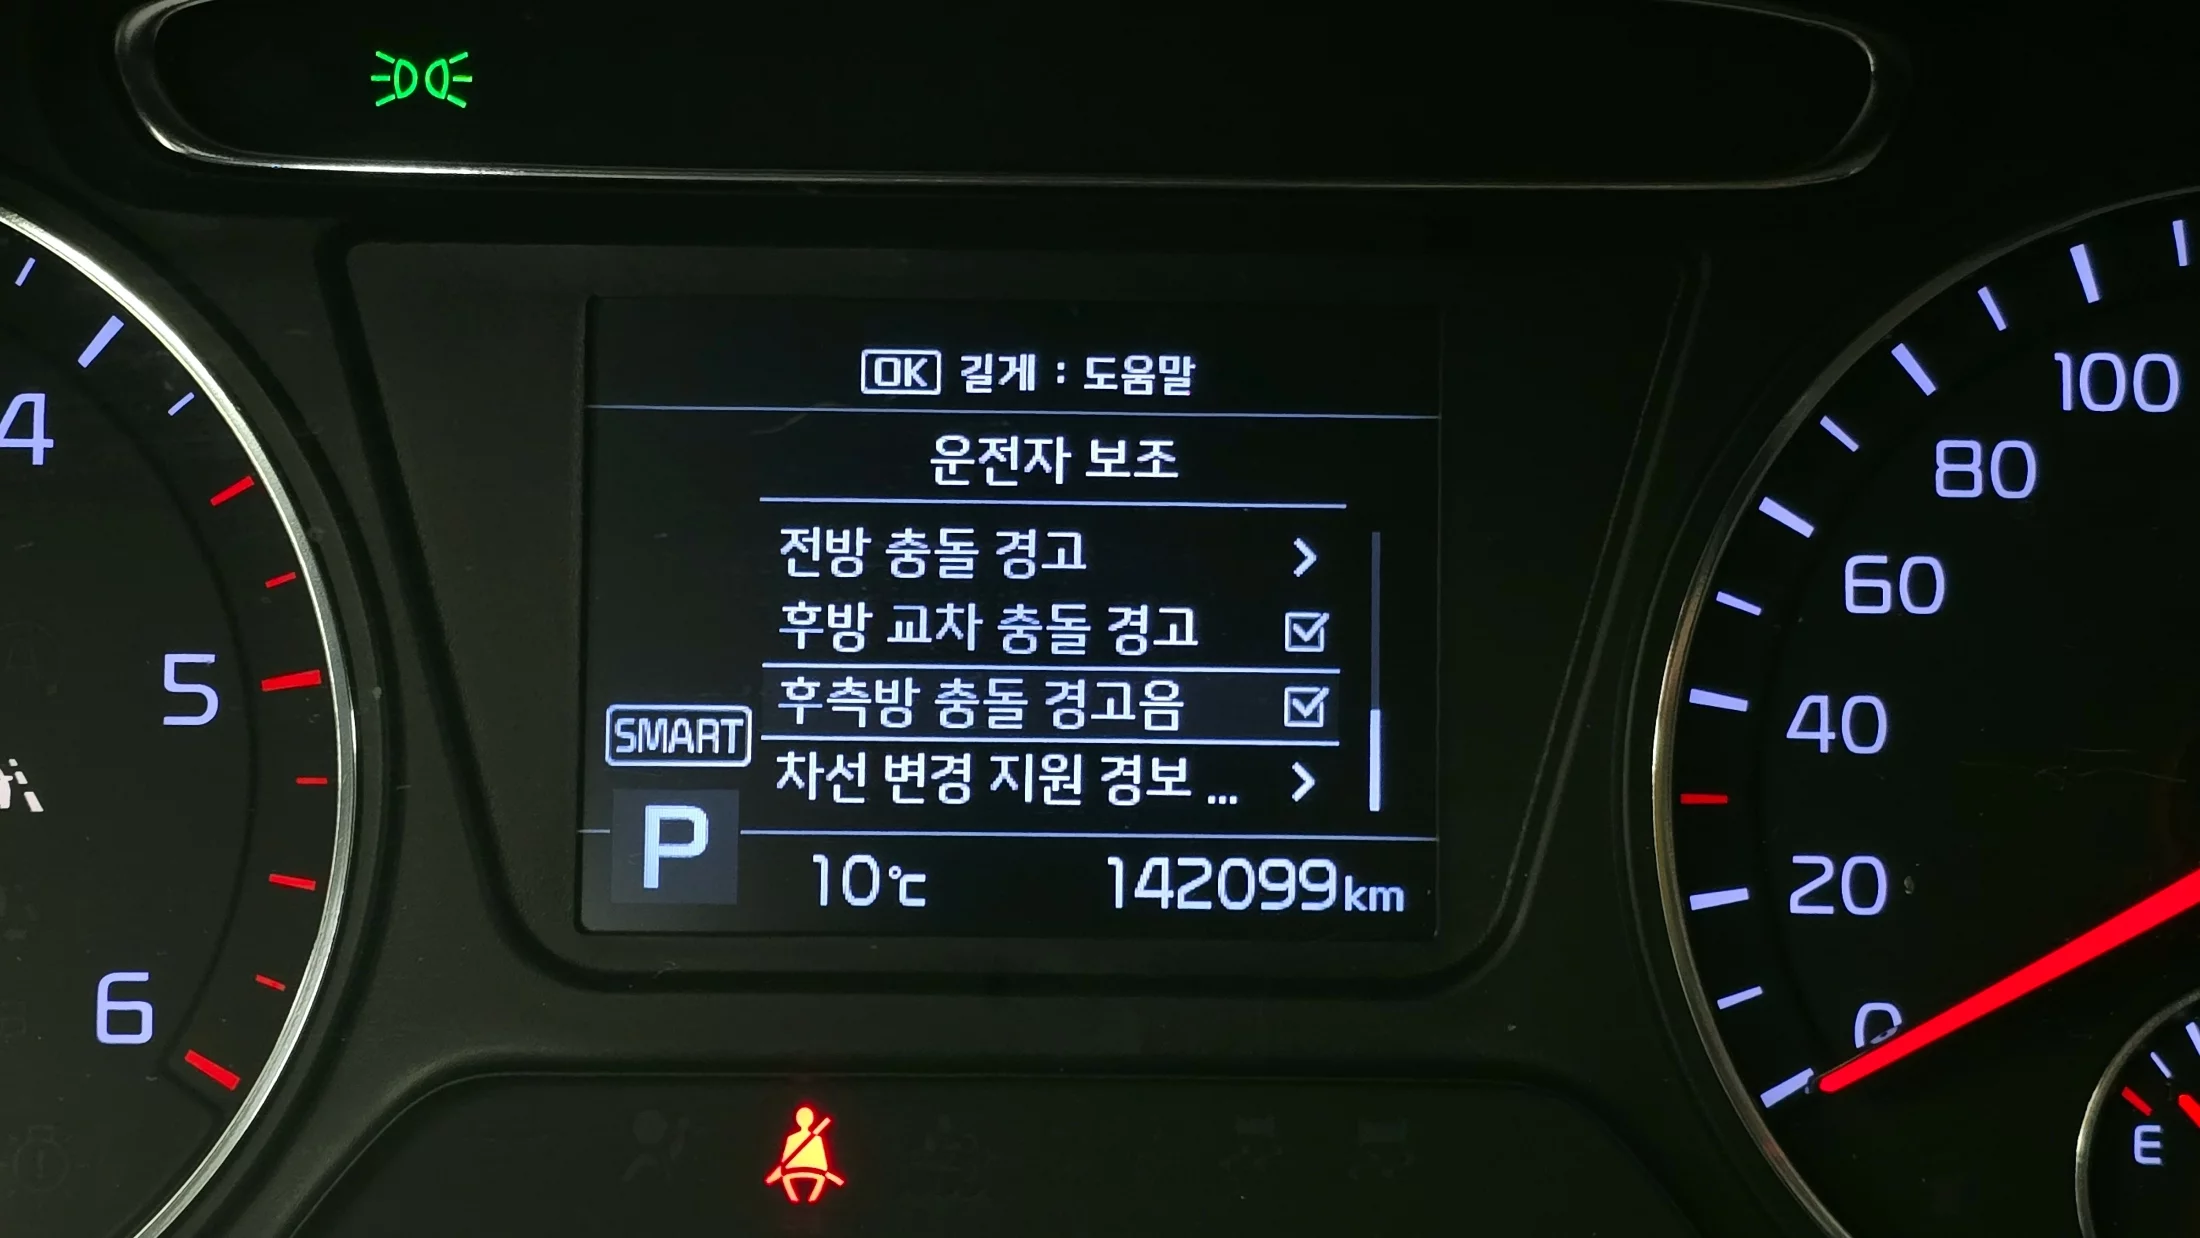 OK 길게 : 도움말
운전자 보조
전방 충돌 경고
후방 교차 충돌 경고
후측방 충돌 경고음
차선 변경 지원 경보 ...
SMART
P
10℃ 142099km
4
5
6
100
80
60
40
20
0
E